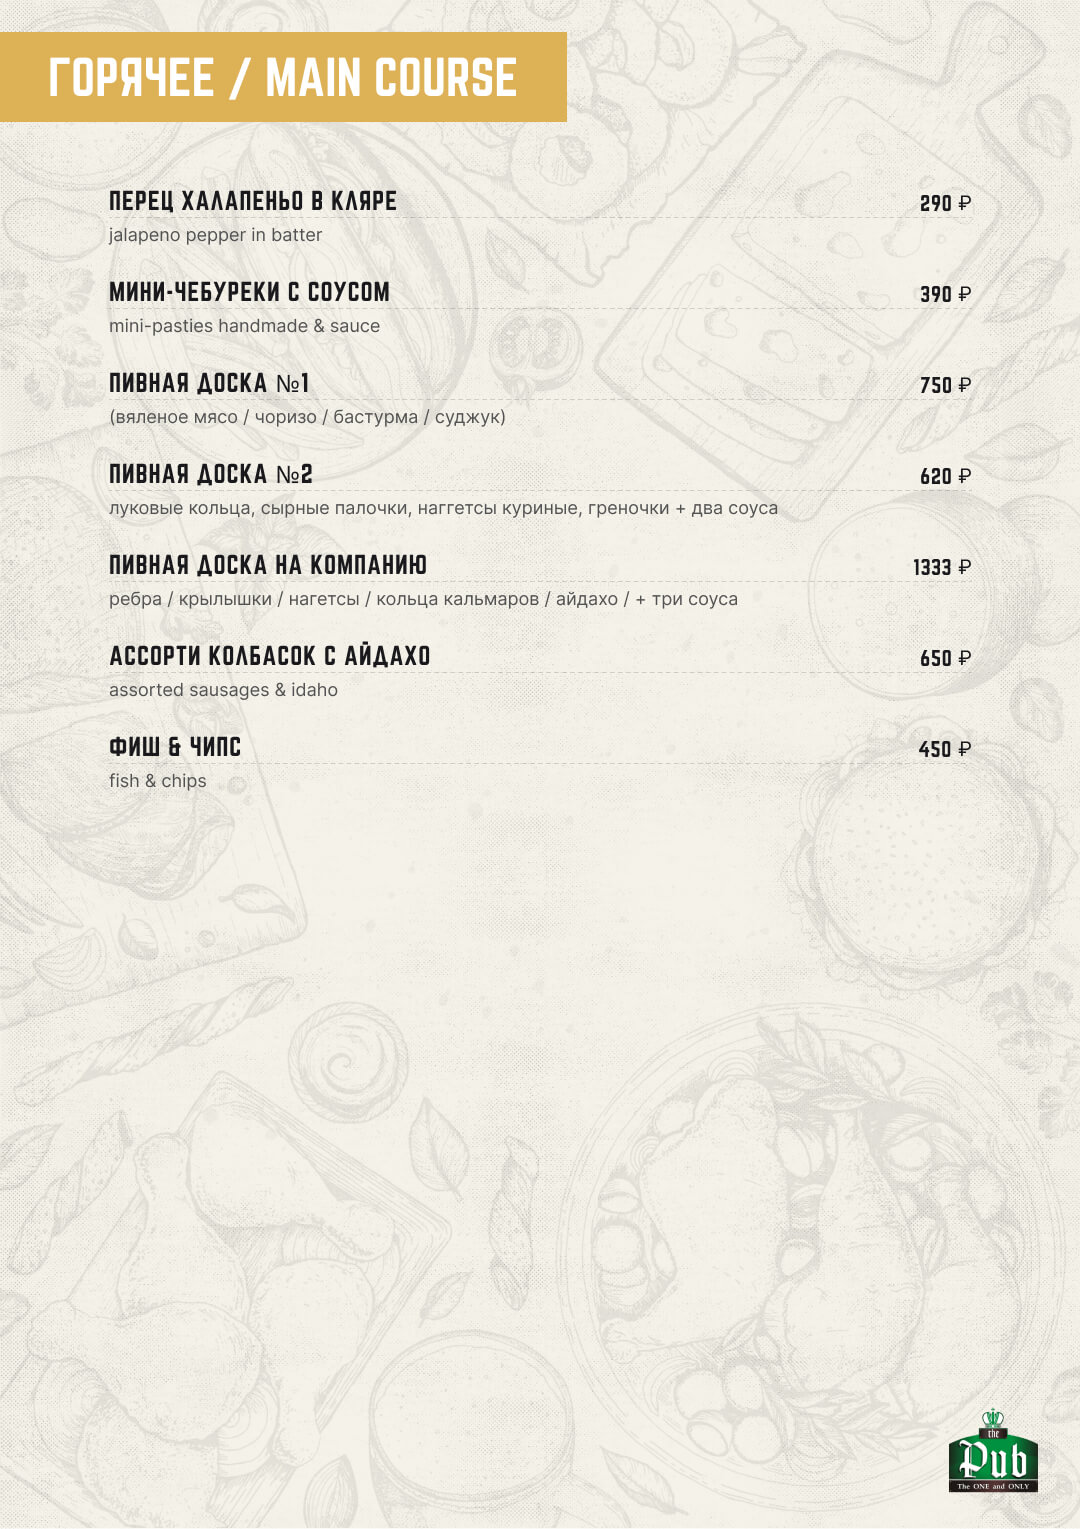 ГОРЯЧЕЕ / MAIN COURSE
ПЕРЕЦ ХАЛАПЕНЬО В КЛЯРЕ 290 ₽
jalapeno pepper in batter
МИНИ-ЧЕБУРЕКИ С СОУСОМ 390 ₽
mini-pasties handmade & sauce
ПИВНАЯ ДОСКА №1 750 ₽
(вяленое мясо / чоризо / бастурма / суджук)
ПИВНАЯ ДОСКА №2 620 ₽
луковые кольца, сырные палочки, наггетсы куриные, греночки + два соуса
ПИВНАЯ ДОСКА НА КОМПАНИЮ 1333 ₽
ребра / крылышки / нагетсы / кольца кальмаров / айдахо / + три соуса
АССОРТИ КОЛБАСОК С АЙДАХО 650 ₽
assorted sausages & idaho
ФИШ & ЧИПС 450 ₽
fish & chips
the
Pub
The ONE and ONLY